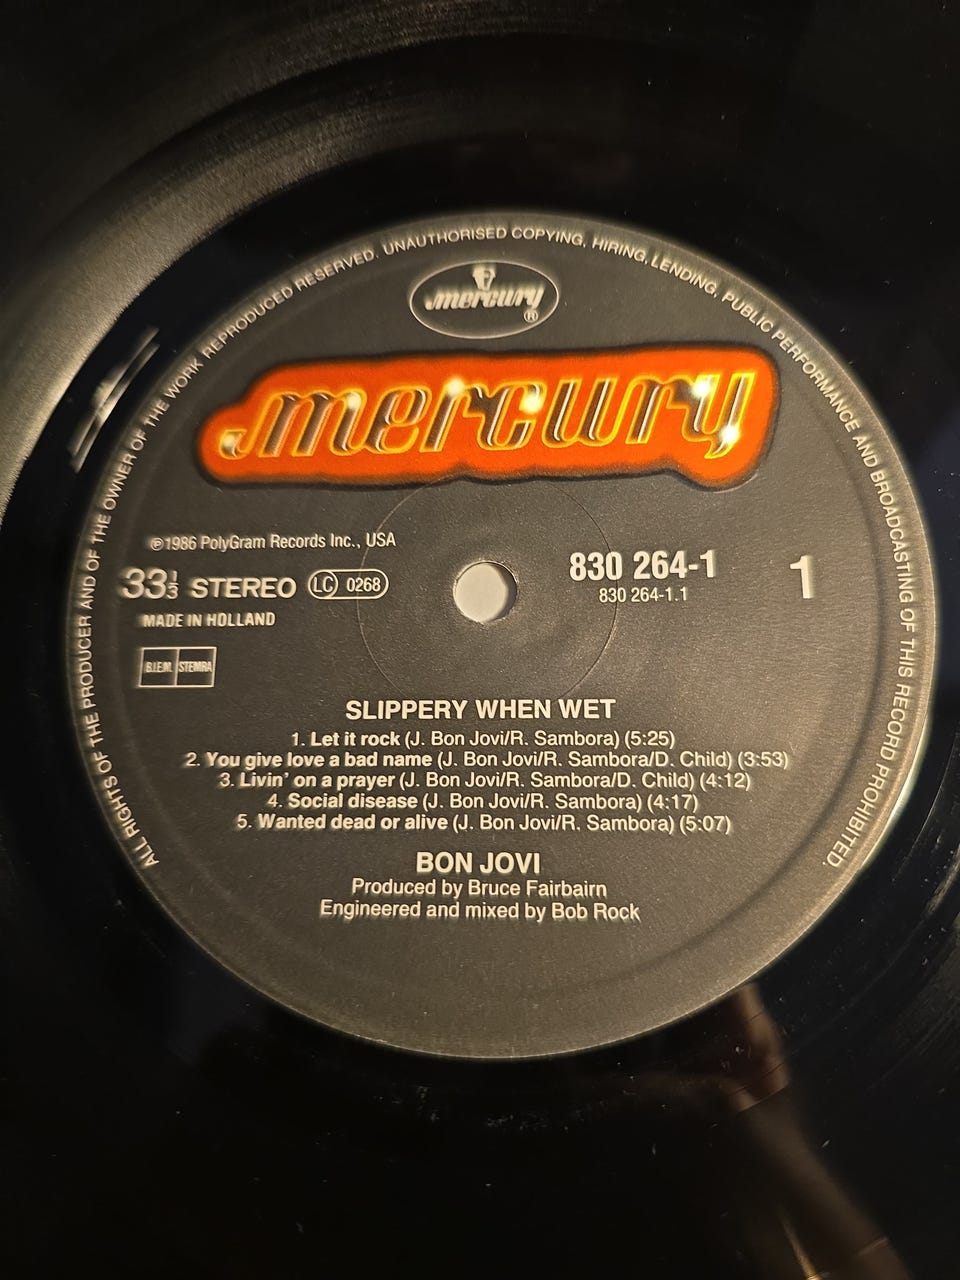 ALL RIGHTS OF THE PRODUCER AND OF THE OWNER OF THE WORK REPRODUCED RESERVED. UNAUTHORISED COPYING, HIRING, LENDING, PUBLIC PERFORMANCE AND BROADCASTING OF THIS RECORD PROHIBITED.
mercury
®
mercury
℗1986 PolyGram Records Inc., USA
33⅓ STEREO LC 0268
MADE IN HOLLAND
B.I.E.M. STEMRA
830 264-1
830 264-1.1
1
SLIPPERY WHEN WET
1. Let it rock (J. Bon Jovi/R. Sambora) (5:25)
2. You give love a bad name (J. Bon Jovi/R. Sambora/D. Child) (3:53)
3. Livin' on a prayer (J. Bon Jovi/R. Sambora/D. Child) (4:12)
4. Social disease (J. Bon Jovi/R. Sambora) (4:17)
5. Wanted dead or alive (J. Bon Jovi/R. Sambora) (5:07)
BON JOVI
Produced by Bruce Fairbairn
Engineered and mixed by Bob Rock